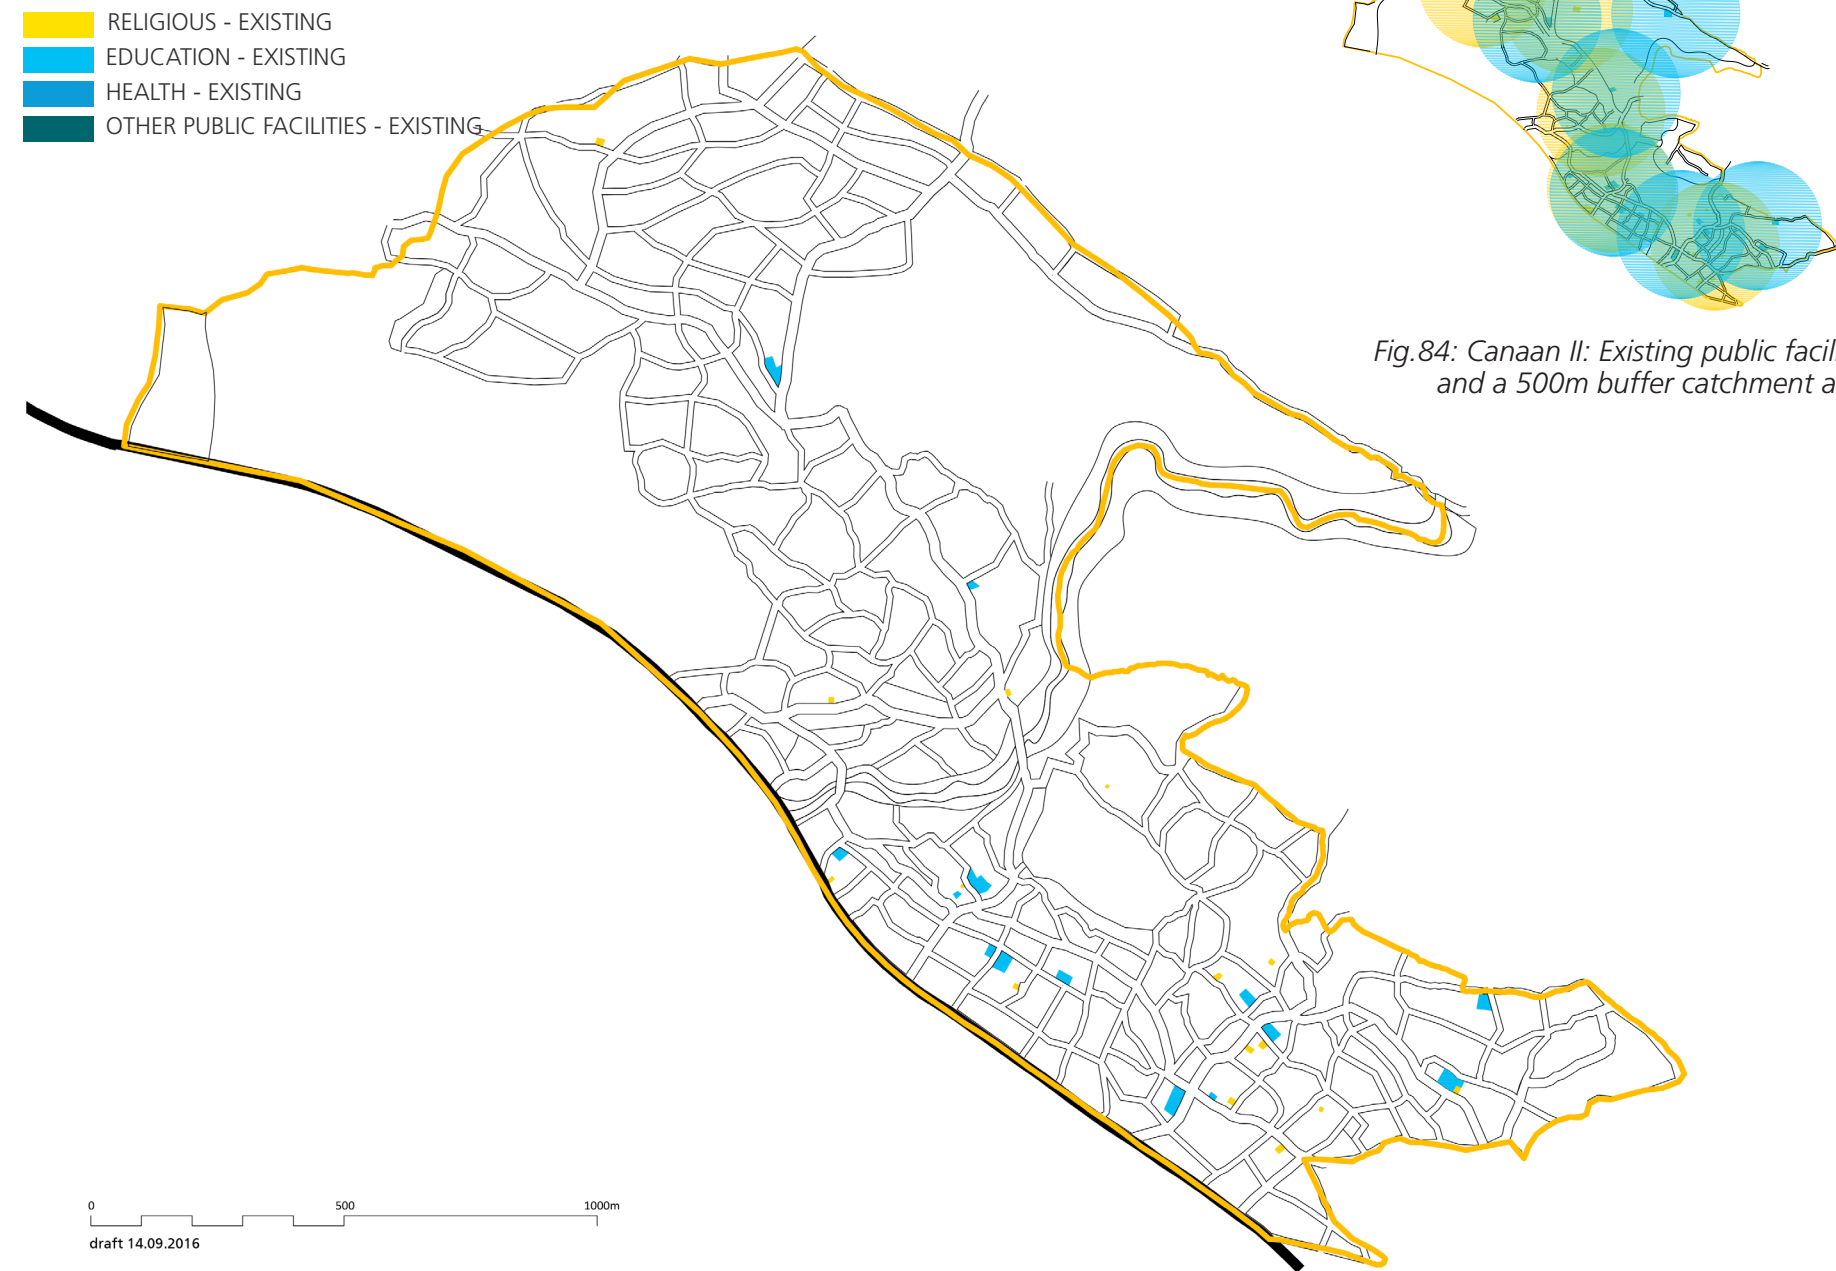 RELIGIOUS - EXISTING
EDUCATION - EXISTING
HEALTH - EXISTING
OTHER PUBLIC FACILITIES - EXISTING
Fig.84: Canaan II: Existing public facil
and a 500m buffer catchment a
0 500 1000m
draft 14.09.2016